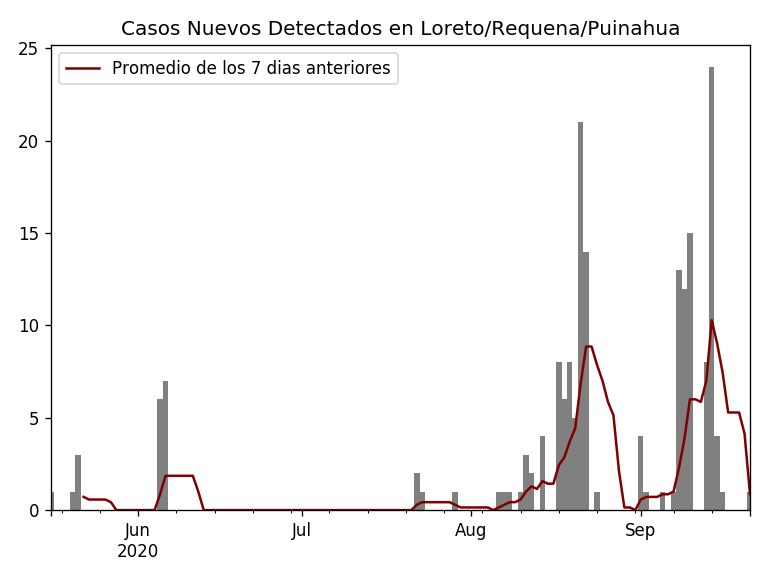 Casos Nuevos Detectados en Loreto/Requena/Puinahua
Promedio de los 7 dias anteriores
25
20
15
10
5
0
Jun
2020
Jul
Aug
Sep